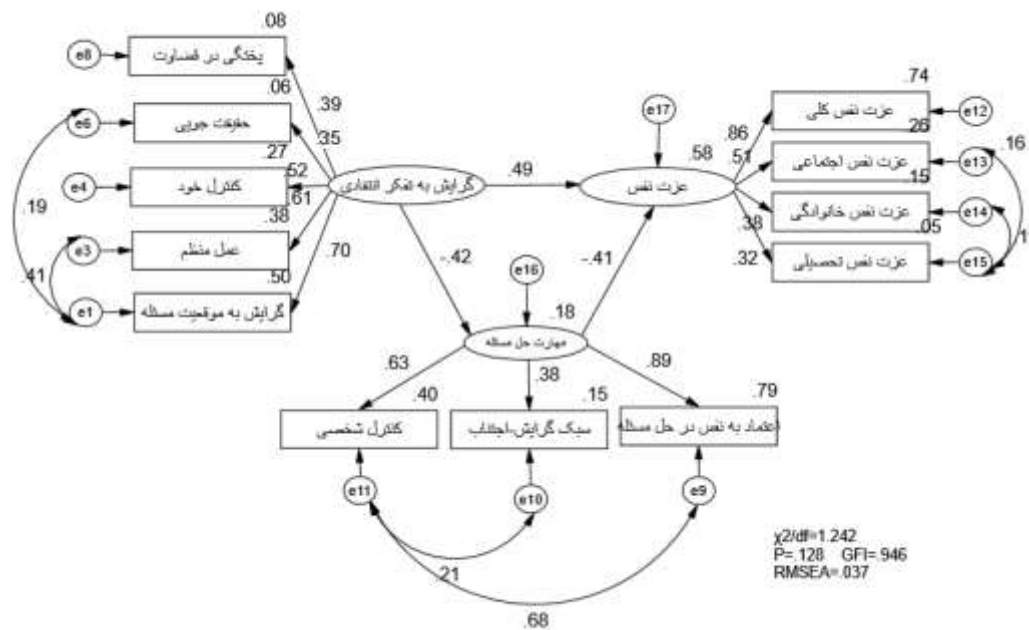 .08
e8
پختگی در قضاوت
.39
.06
e6
حقیقت جویی
.35
.27
e4
کنترل خود
.52
.61
.38
e3
عمل منظم
.70
.50
e1
گرایش به موقعیت مسئله
.19
.41
گرایش به تفکر انتقادی
.49
e17
.58
عزت نفس
.86
.51
.38
.32
.74
عزت نفس کلی
e12
.26
عزت نفس اجتماعی
e13
.16
.15
عزت نفس خانوادگی
e14
.05
عزت نفس تحصیلی
e15
-.42
-.41
e16
.18
مهارت حل مسئله
.63
.38
.89
.40
کنترل شخصی
.15
سبک گرایش-اجتناب
.79
اعتماد به نفس در حل مسئله
e11
e10
e9
.21
.68
χ2/df=1.242
P=.128 GFI=.946
RMSEA=.037